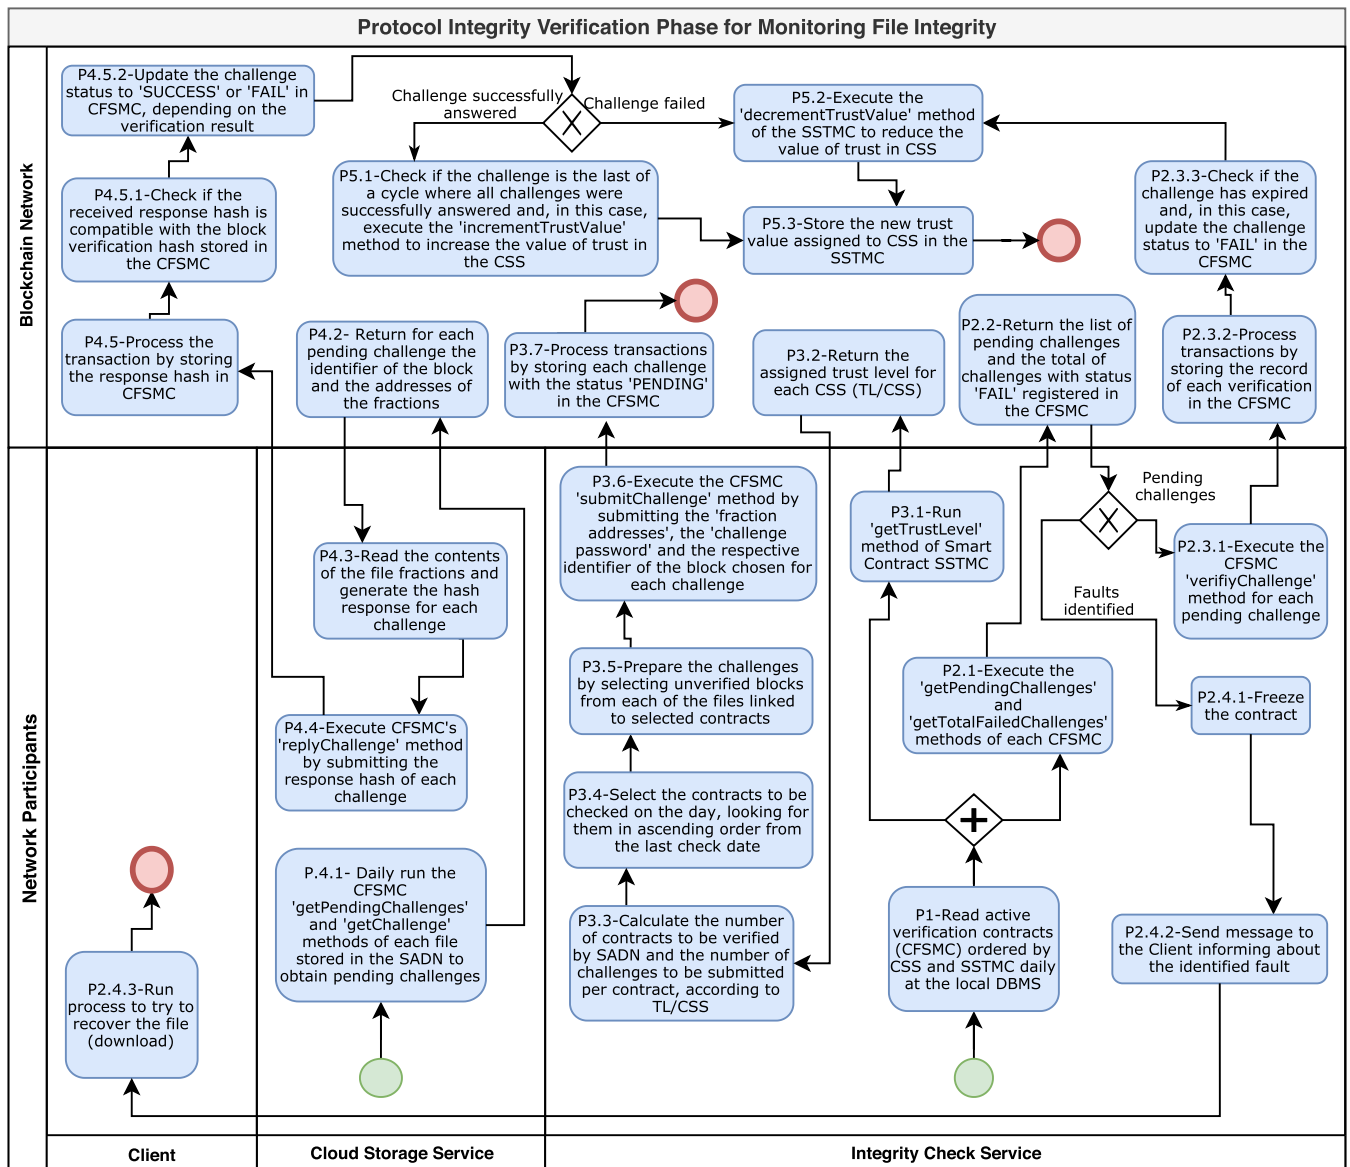 Protocol Integrity Verification Phase for Monitoring File Integrity
Blockchain Network
P4.5.2-Update the challenge
status to 'SUCCESS' or 'FAIL' in
CFSMC, depending on the
verification result
Challenge successfully
answered
Challenge failed
P5.2-Execute the
'decrementTrustValue' method
of the SSTMC to reduce the
value of trust in CSS
P4.5.1-Check if the
received response hash is
compatible with the block
verification hash stored in
the CFSMC
P5.1-Check if the challenge is the last of
a cycle where all challenges were
successfully answered and, in this case,
execute the 'incrementTrustValue'
method to increase the value of trust in
the CSS
P5.3-Store the new trust
value assigned to CSS in the
SSTMC
P2.3.3-Check if the
challenge has expired
and, in this case,
update the challenge
status to 'FAIL' in the
CFSMC
P4.5-Process the
transaction by storing
the response hash in
CFSMC
P4.2- Return for each
pending challenge the
identifier of the block
and the addresses of
the fractions
P3.7-Process transactions
by storing each challenge
with the status 'PENDING'
in the CFSMC
P3.2-Return the
assigned trust level for
each CSS (TL/CSS)
P2.2-Return the list of
pending challenges
and the total of
challenges with status
'FAIL' registered in
the CFSMC
P2.3.2-Process
transactions by
storing the record
of each verification
in the CFSMC
Network Participants
P4.3-Read the contents
of the file fractions and
generate the hash
response for each
challenge
P3.6-Execute the CFSMC
'submitChallenge' method by
submitting the 'fraction
addresses', the 'challenge
password' and the respective
identifier of the block chosen for
each challenge
P3.1-Run
'getTrustLevel'
method of Smart
Contract SSTMC
Pending
challenges
Faults
identified
P2.3.1-Execute the
CFSMC
'verifiyChallenge'
method for each
pending challenge
P4.4-Execute CFSMC's
'replyChallenge' method
by submitting the
response hash of each
challenge
P3.5-Prepare the challenges
by selecting unverified blocks
from each of the files linked
to selected contracts
P2.1-Execute the
'getPendingChallenges'
and
'getTotalFailedChallenges'
methods of each CFSMC
P2.4.1-Freeze
the contract
P3.4-Select the contracts to be
checked on the day, looking for
them in ascending order from
the last check date
P.4.1- Daily run the
CFSMC
'getPendingChallenges'
and 'getChallenge'
methods of each file
stored in the SADN to
obtain pending challenges
P3.3-Calculate the number
of contracts to be verified
by SADN and the number of
challenges to be submitted
per contract, according to
TL/CSS
P1-Read active
verification contracts
(CFSMC) ordered by
CSS and SSTMC daily
at the local DBMS
P2.4.2-Send message to
the Client informing about
the identified fault
P2.4.3-Run
process to try to
recover the file
(download)
Client
Cloud Storage Service
Integrity Check Service